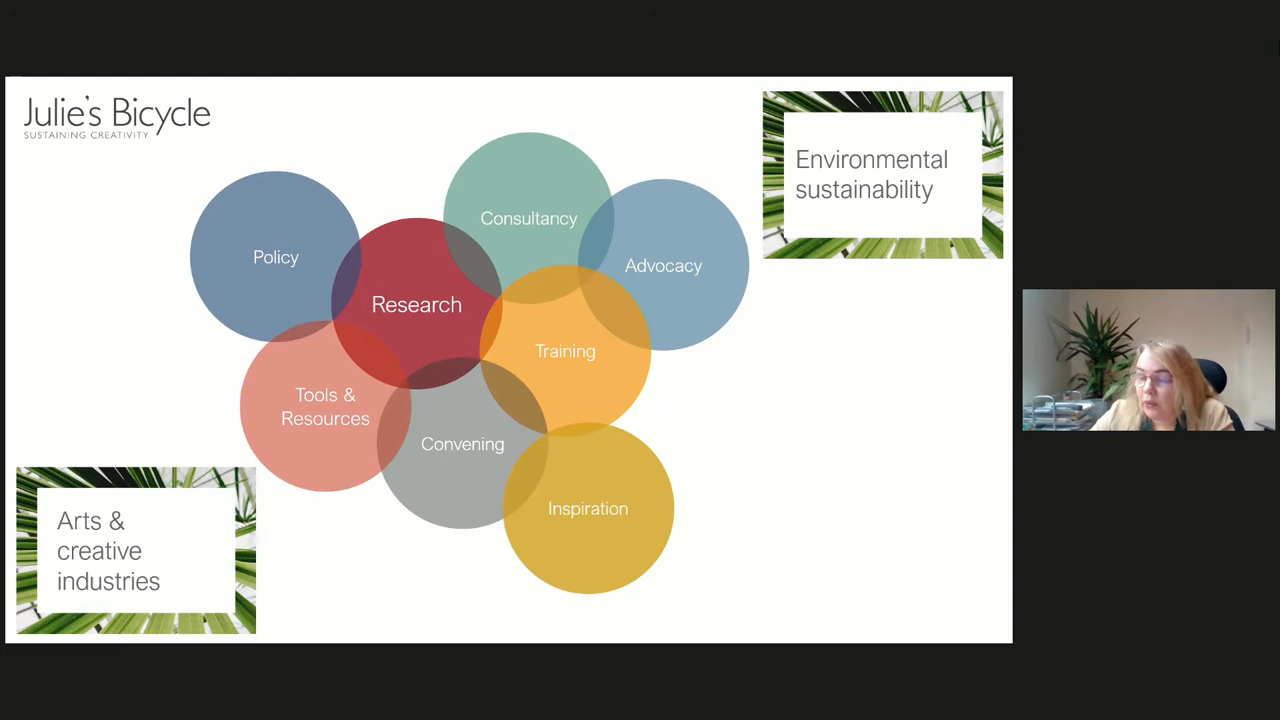 Julie's Bicycle
SUSTAINING CREATIVITY
Environmental
sustainability
Consultancy
Policy
Advocacy
Research
Training
Tools &
Resources
Convening
Inspiration
Arts &
creative
industries